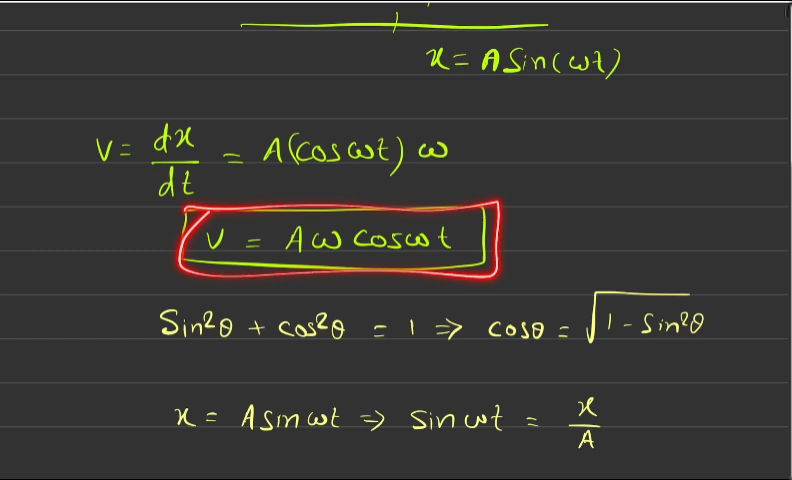 x = A Sin(ωt)
V = dx/dt = A(cos ωt) ω
V = Aω cosωt
Sin²θ + cos²θ = 1 ⇒ cosθ = √(1 - Sin²θ)
x = A sin ωt ⇒ sin ωt = x/A